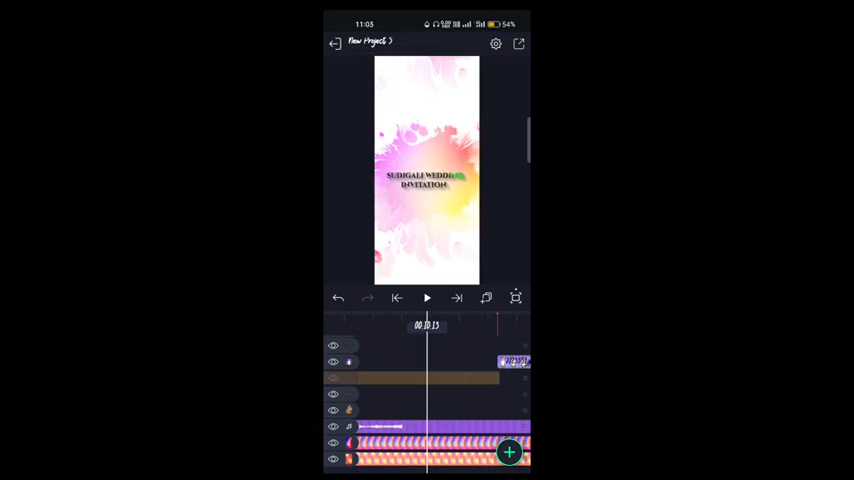 11:03
54%
New Project >
SUDIGALI WEDDING
INVITATION
00:10:13